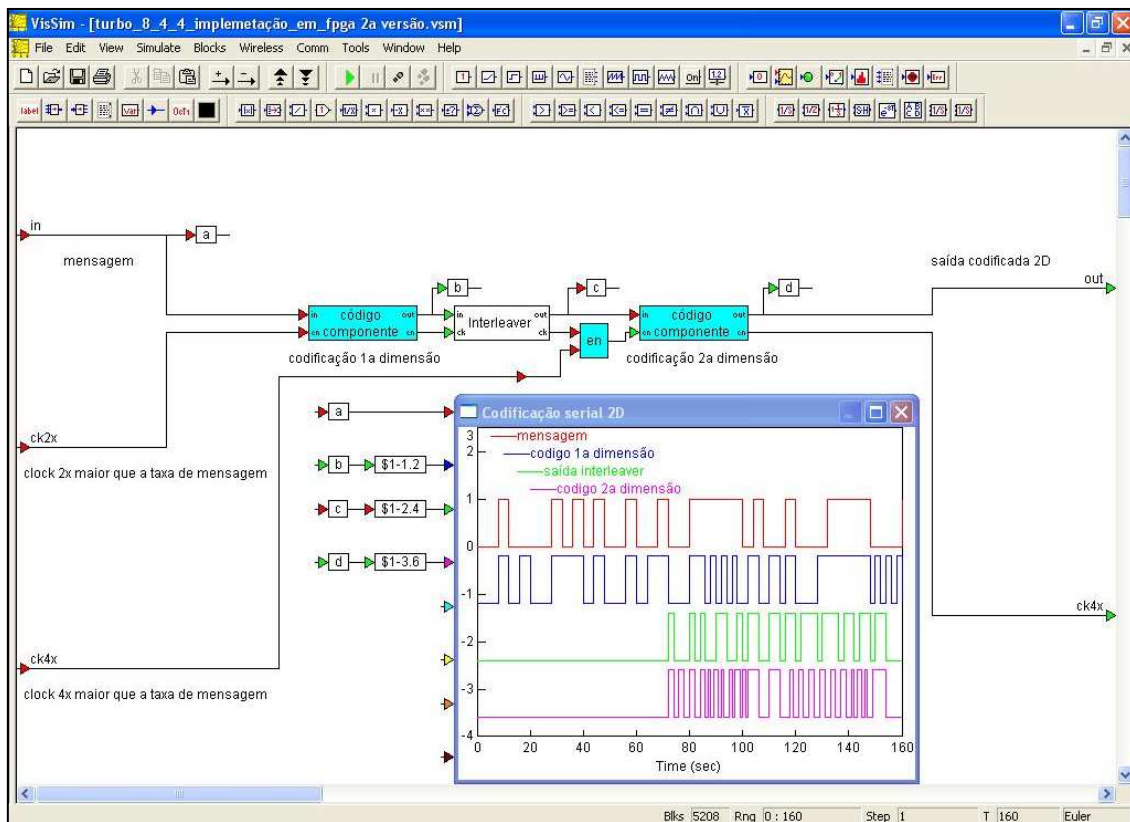 VisSim - [turbo_8_4_4_implemetação_em_fpga 2a versão.vsm]
File Edit View Simulate Blocks Wireless Comm Tools Window Help
in
a
mensagem
saída codificada 2D
out
b
c
d
in código out
en componente en
in Interleaver out
ck ck
en
in código out
en componente en
codificação 1a dimensão
codificação 2a dimensão
ck2x
clock 2x maior que a taxa de mensagem
a
b $1-1.2
c $1-2.4
d $1-3.6
Codificação serial 2D
mensagem
codigo 1a dimensão
saída interleaver
codigo 2a dimensão
3
2
1
0
-1
-2
-3
-4
0 20 40 60 80 100 120 140 160
Time (sec)
ck4x
ck4x
clock 4x maior que a taxa de mensagem
Blks 5208 Rng 0 : 160 Step 1 T 160 Euler